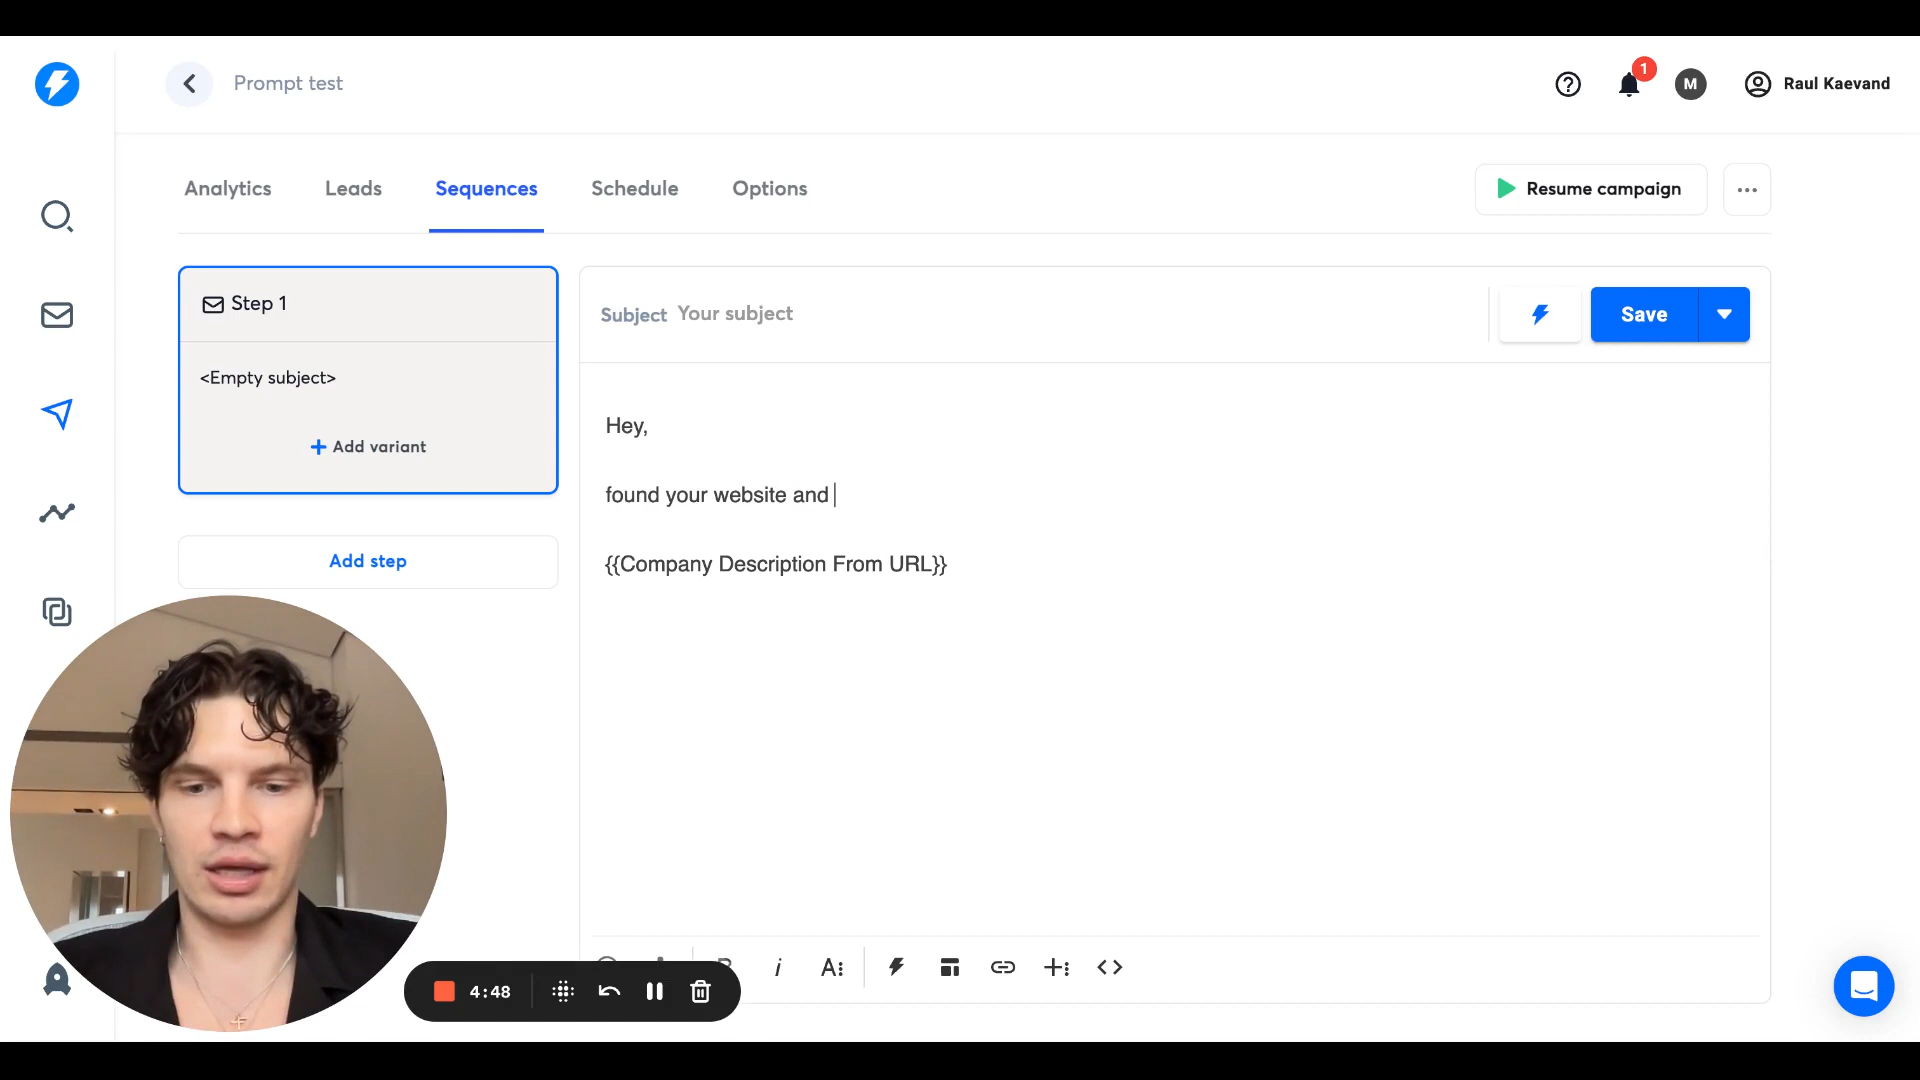 Prompt test
1
M
Raul Kaevand
Analytics
Leads
Sequences
Schedule
Options
Resume campaign
Step 1
<Empty subject>
Add variant
Add step
Subject Your subject
Save
Hey,
found your website and
{{Company Description From URL}}
i
A
4:48